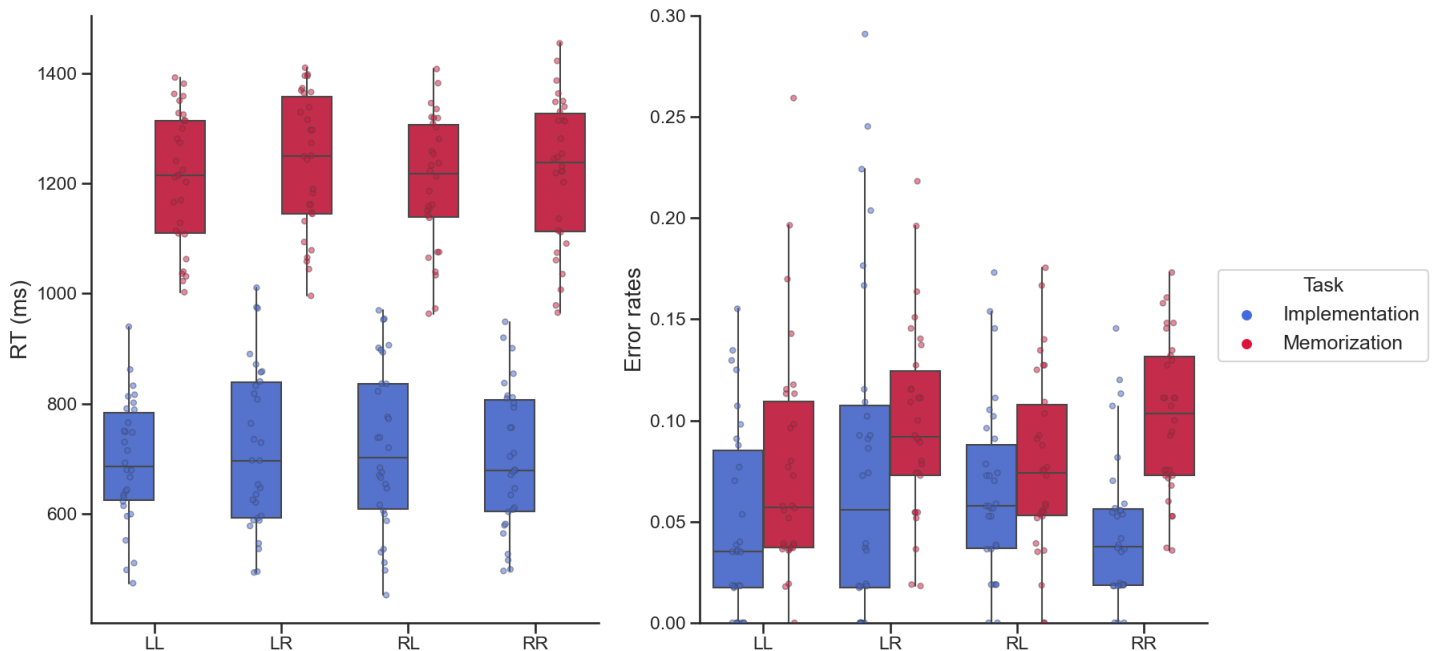 RT (ms)
1400
1200
1000
800
600
LL LR RL RR
Error rates
0.30
0.25
0.20
0.15
0.10
0.05
0.00
LL LR RL RR
Task
Implementation
Memorization